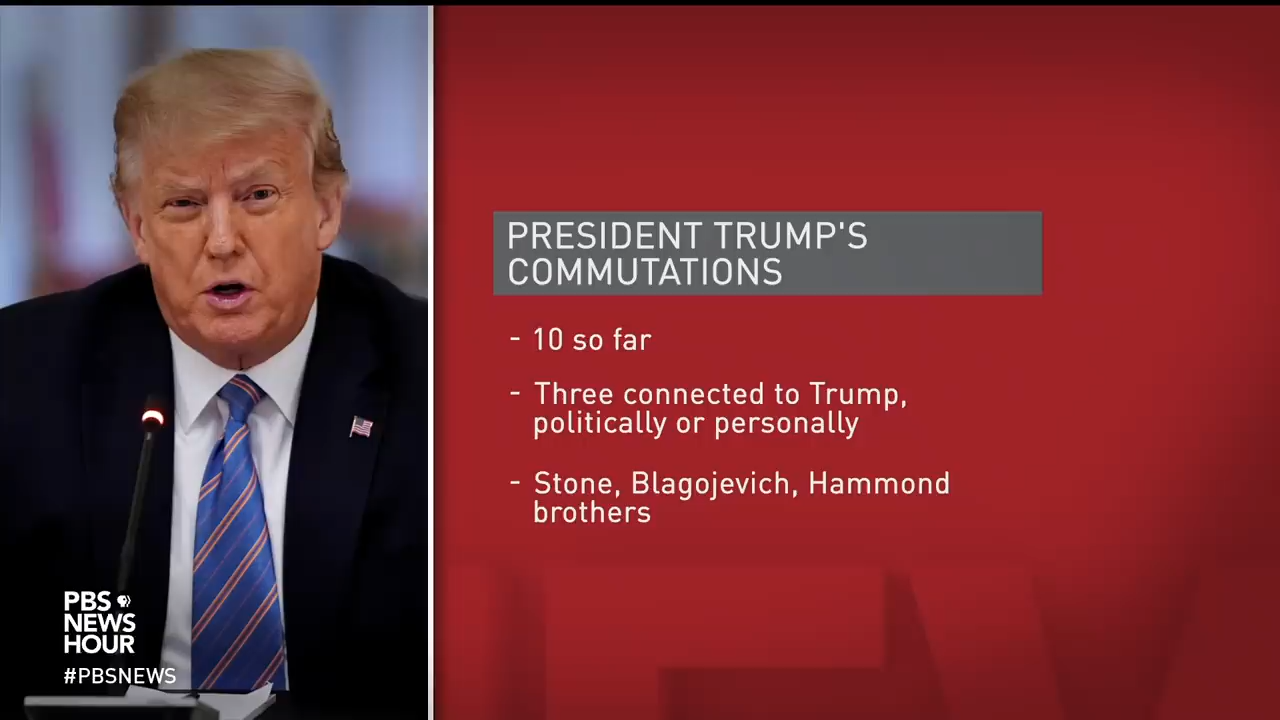 PRESIDENT TRUMP'S
COMMUTATIONS
- 10 so far
- Three connected to Trump,
politically or personally
- Stone, Blagojevich, Hammond
brothers
PBS
NEWS
HOUR
#PBSNEWS